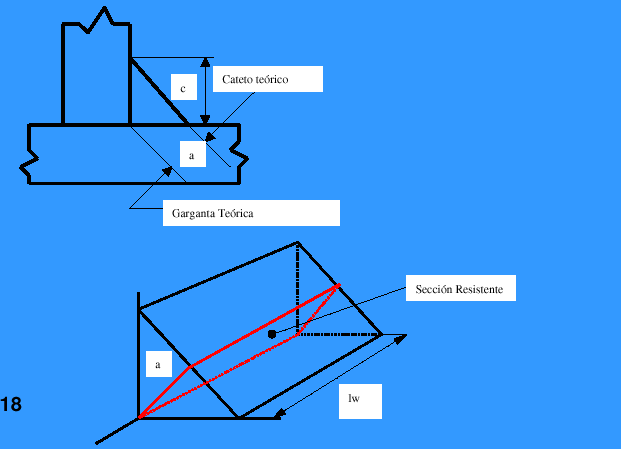 c
Cateto teórico
a
Garganta Teórica
Sección Resistente
a
lw
18